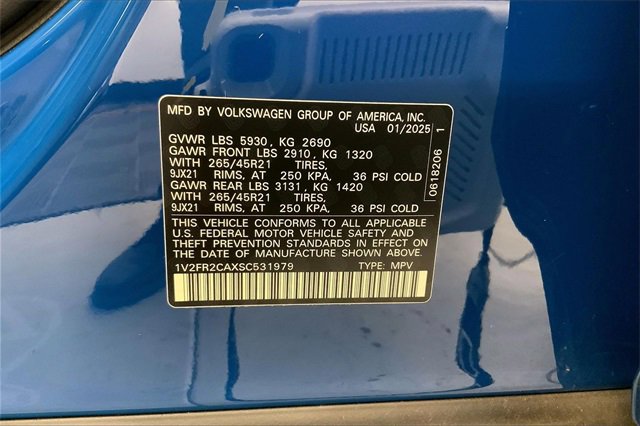 MFD BY VOLKSWAGEN GROUP OF AMERICA, INC.
USA 01/2025
GVWR LBS 5930, KG 2690
GAWR FRONT LBS 2910, KG 1320
WITH 265/45R21 TIRES,
9JX21 RIMS, AT 250 KPA, 36 PSI COLD
GAWR REAR LBS 3131, KG 1420
WITH 265/45R21 TIRES,
9JX21 RIMS, AT 250 KPA, 36 PSI COLD
THIS VEHICLE CONFORMS TO ALL APPLICABLE
U.S. FEDERAL MOTOR VEHICLE SAFETY AND
THEFT PREVENTION STANDARDS IN EFFECT ON
THE DATE OF MANUFACTURE SHOWN ABOVE.
1V2FR2CAXSC531979 TYPE: MPV
0618206 1